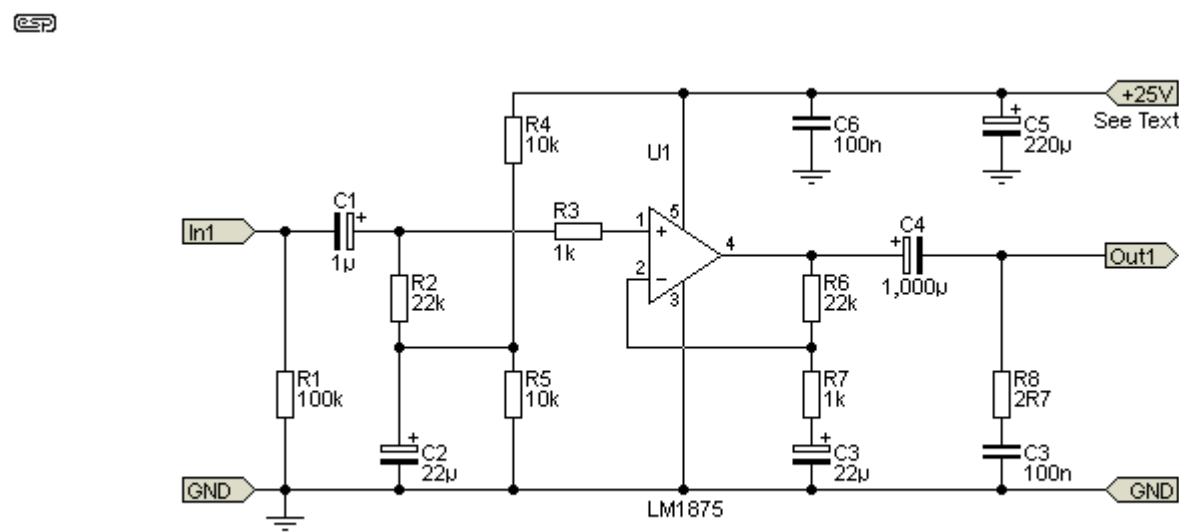 esp
+25V
See Text
R4
10k
C6
100n
C5
220µ
U1
C1
+
1µ
In1
R3
1k
1
+
5
2
−
3
4
C4
+
1,000µ
Out1
R2
22k
R6
22k
R1
100k
R5
10k
R7
1k
R8
2R7
+
C2
22µ
+
C3
22µ
C3
100n
+
GND
GND
LM1875